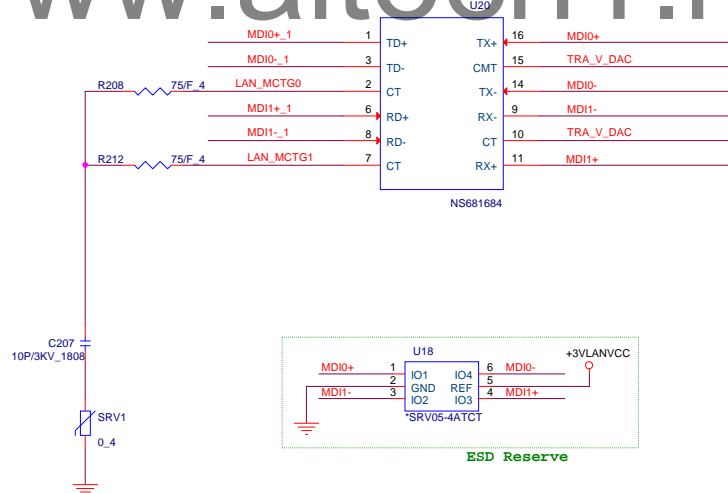 U20
MDI0+_1 1 TD+ TX+ 16 MDI0+
MDI0-_1 3 TD- CMT 15 TRA_V_DAC
R208 75/F_4 LAN_MCTG0 2 CT TX- 14 MDI0-
MDI1+_1 6 RD+ RX- 9 MDI1-
MDI1-_1 8 RD- CT 10 TRA_V_DAC
R212 75/F_4 LAN_MCTG1 7 CT RX+ 11 MDI1+
NS681684
C207
10P/3KV_1808
U18
+3VLANVCC
MDI0+ 1 IO1 IO4 6 MDI0-
2 GND REF 5
MDI1- 3 IO2 IO3 4 MDI1+
*SRV05-4ATCT
SRV1
0_4
ESD Reserve